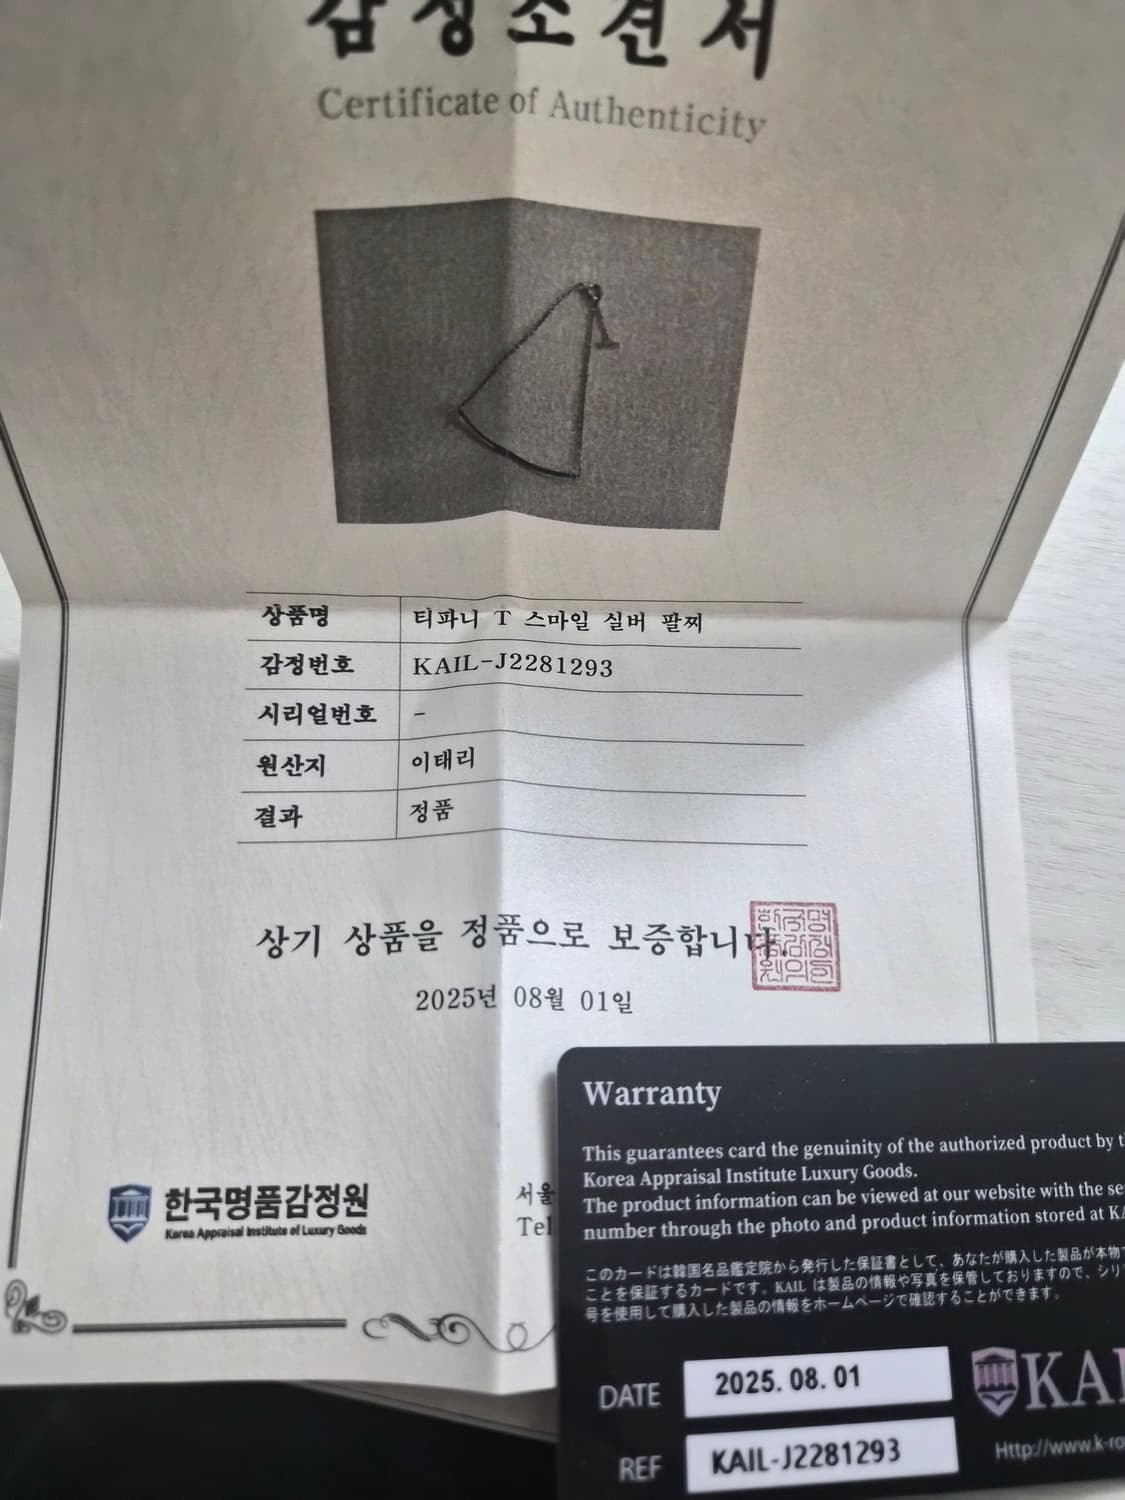 감정소견서
Certificate of Authenticity
상품명 티파니 T 스마일 실버 팔찌
감정번호 KAIL-J2281293
시리얼번호 -
원산지 이태리
결과 정품
상기 상품을 정품으로 보증합니다.
2025년 08월 01일
한국명품감정원
Korea Appraisal Institute of Luxury Goods
서울
Tel
Warranty
This guarantees card the genuinity of the authorized product by
Korea Appraisal Institute Luxury Goods.
The product information can be viewed at our website with the
number through the photo and product information stored at
このカードは韓国名品鑑定院から発行した保証書として、あなたが購入した製品が本物
ことを保証するカードです。KAIL は製品の情報や写真を保管しておりますので、シリ
号を使用して購入した製品の情報をホームページで確認することができます。
DATE 2025. 08. 01
KAI
REF KAIL-J2281293
Http://www.k-ro